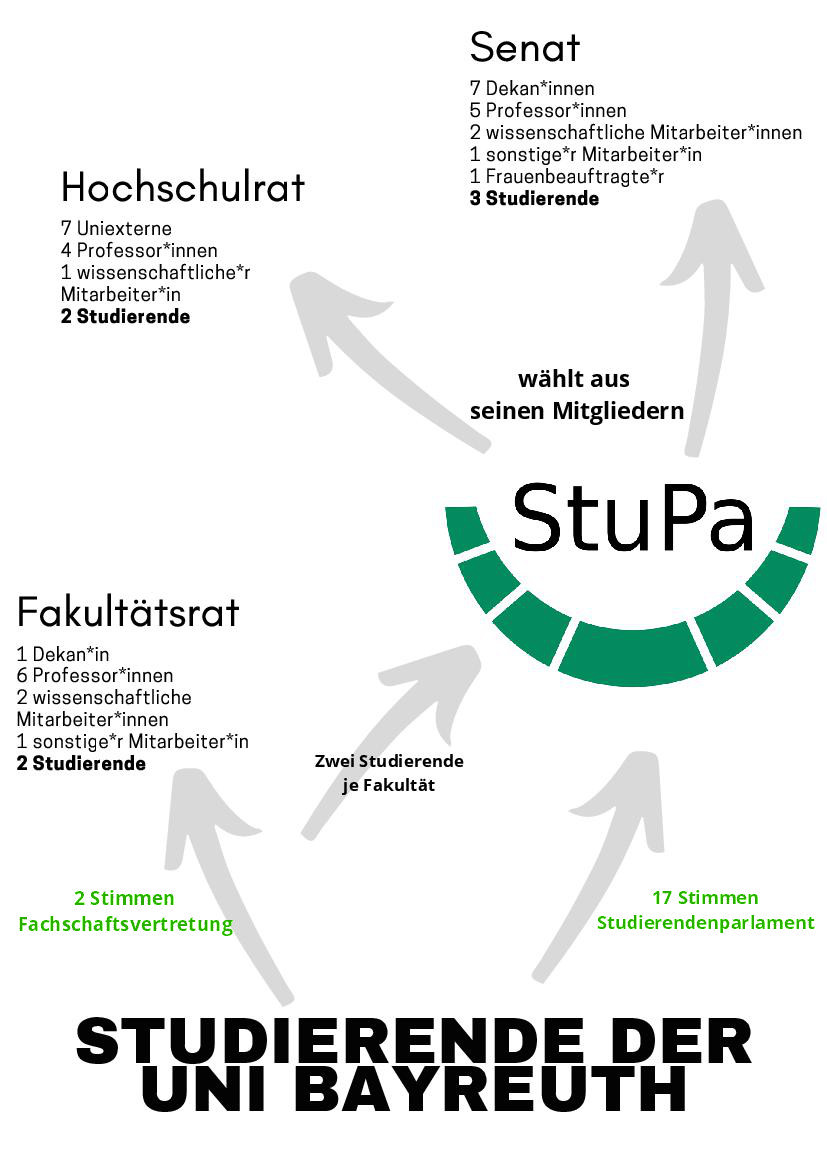 Senat
7 Dekan*innen
5 Professor*innen
2 wissenschaftliche Mitarbeiter*innen
1 sonstige*r Mitarbeiter*in
1 Frauenbeauftragte*r
3 Studierende
Hochschulrat
7 Uniexterne
4 Professor*innen
1 wissenschaftliche*r
Mitarbeiter*in
2 Studierende
wählt aus
seinen Mitgliedern
StuPa
Fakultätsrat
1 Dekan*in
6 Professor*innen
2 wissenschaftliche
Mitarbeiter*innen
1 sonstige*r Mitarbeiter*in
2 Studierende
Zwei Studierende
je Fakultät
2 Stimmen
Fachschaftsvertretung
17 Stimmen
Studierendenparlament
STUDIERENDE DER
UNI BAYREUTH